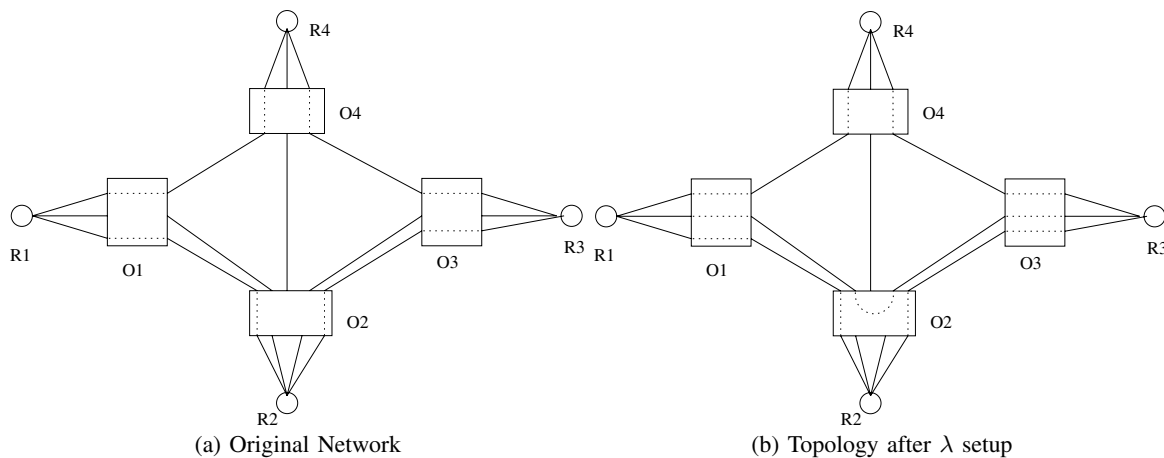 R4
O4
R1
O1
O3
R3
O2
R2
(a) Original Network
R4
O4
R1
O1
O3
R3
O2
R2
(b) Topology after λ setup